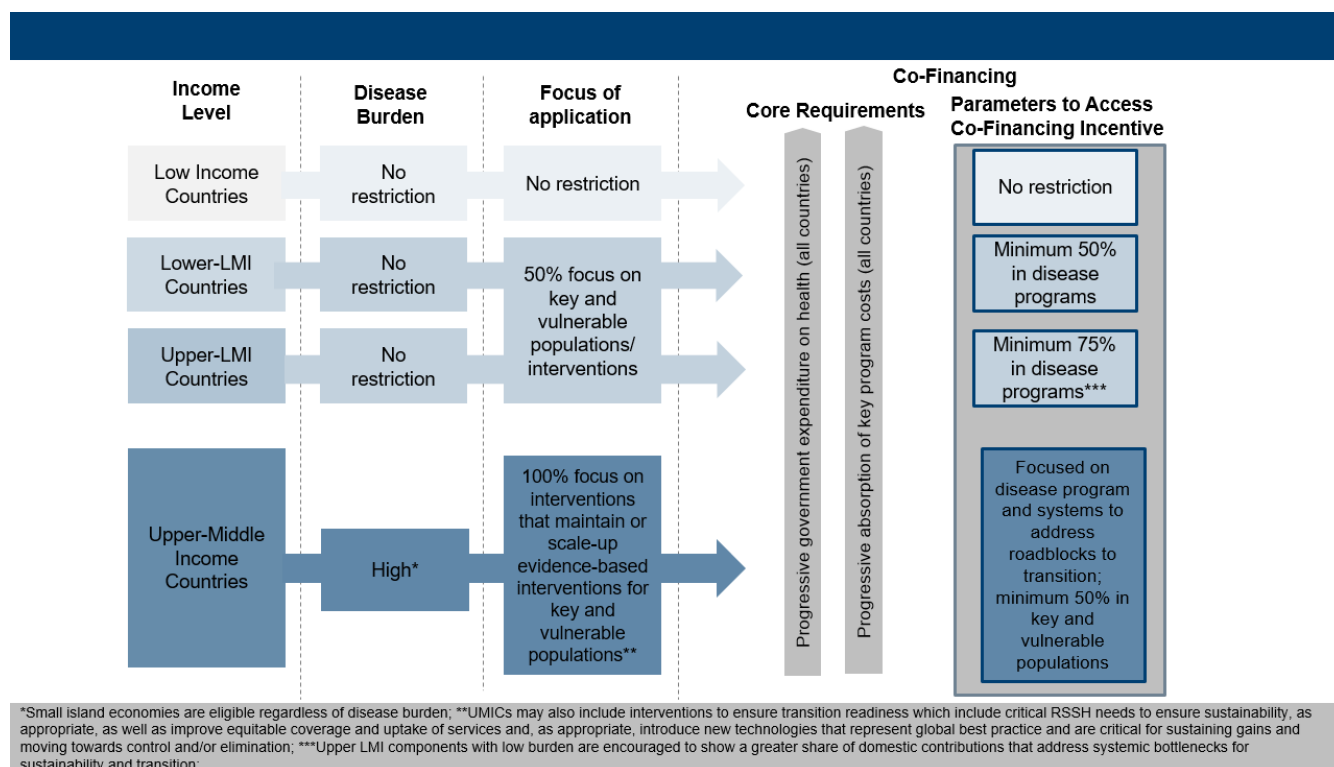 Co-Financing
Income
Level
Disease
Burden
Focus of
application
Core Requirements
Parameters to Access
Co-Financing Incentive
Low Income
Countries
No
restriction
No restriction
No restriction
Lower-LMI
Countries
No
restriction
50% focus on
key and
vulnerable
populations/
interventions
Minimum 50%
in disease
programs
Upper-LMI
Countries
No
restriction
Minimum 75%
in disease
programs***
Upper-Middle
Income
Countries
High*
100% focus on
interventions
that maintain or
scale-up
evidence-based
interventions for
key and
vulnerable
populations**
Progressive government expenditure on health (all countries)
Progressive absorption of key program costs (all countries)
Focused on
disease program
and systems to
address
roadblocks to
transition;
minimum 50% in
key and
vulnerable
populations
*Small island economies are eligible regardless of disease burden; **UMICs may also include interventions to ensure transition readiness which include critical RSSH needs to ensure sustainability, as
appropriate, as well as improve equitable coverage and uptake of services and, as appropriate, introduce new technologies that represent global best practice and are critical for sustaining gains and
moving towards control and/or elimination; ***Upper LMI components with low burden are encouraged to show a greater share of domestic contributions that address systemic bottlenecks for
sustainability and transition;